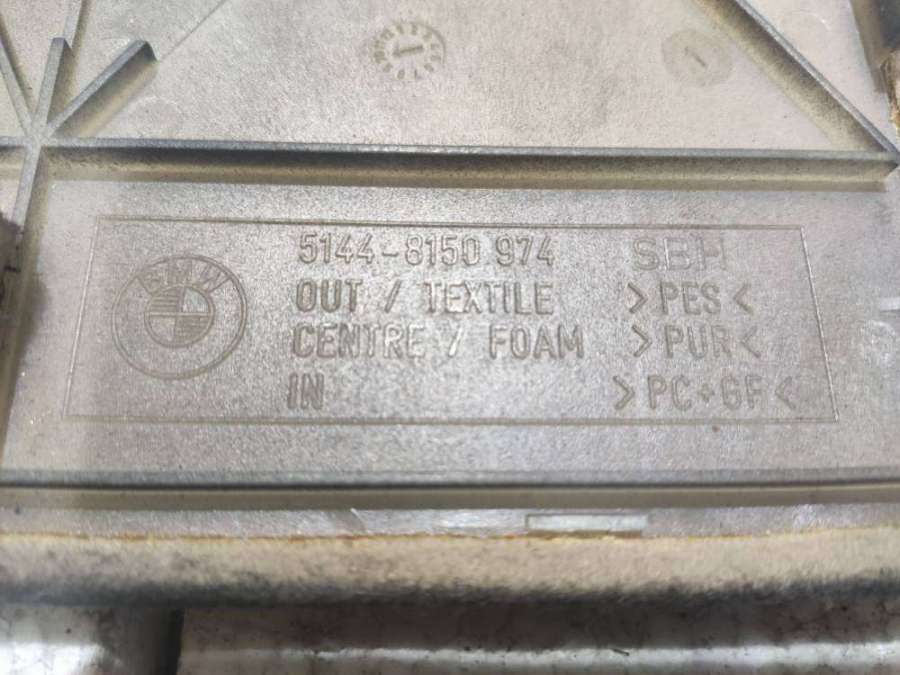 BMW
5144-8150 974 SBH
OUT / TEXTILE >PES<
CENTRE / FOAM >PUR<
IN >PC+GF<